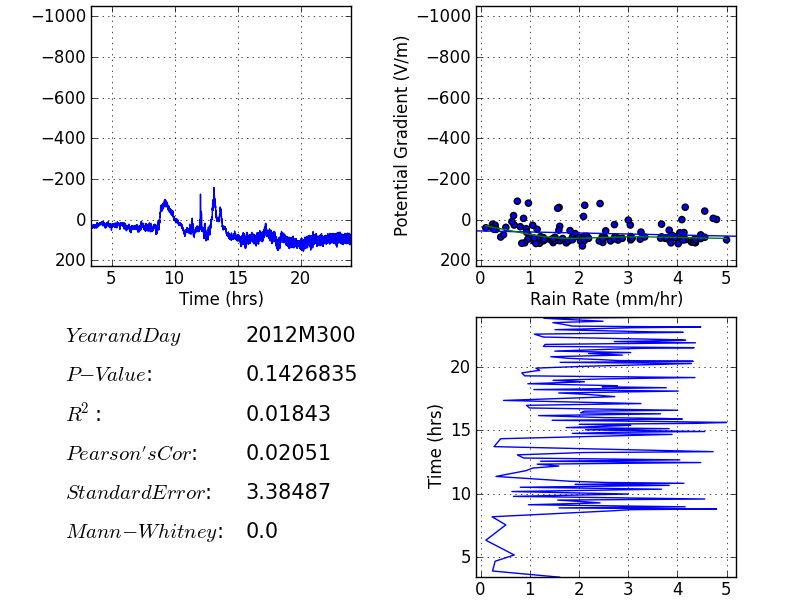 −1050
−800
−600
−400
−200
0
200
5 10 15 20
Time (hrs)
Potential Gradient (V/m)
−1050
−800
−600
−400
−200
0
200
0 1 2 3 4 5
Rain Rate (mm/hr)
YearandDay 2012M300
P−Value: 0.1426835
R² : 0.01843
Pearson'sCor: 0.02051
StandardError: 3.38487
Mann−Whitney: 0.0
Time (hrs)
20
15
10
5
0 1 2 3 4 5